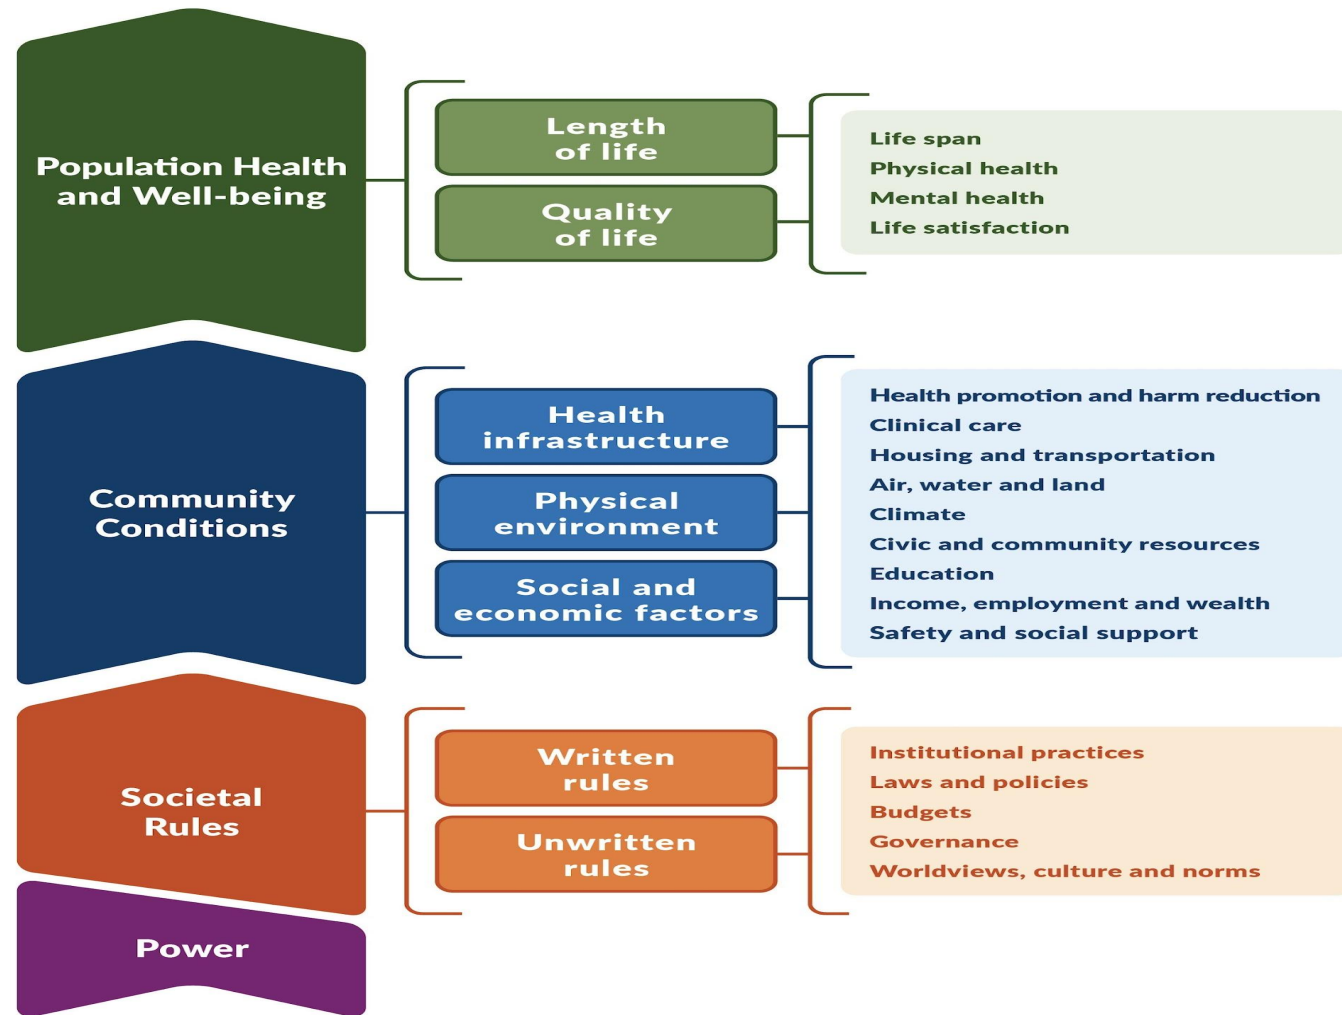 Population Health
and Well-being
Length
of life
Quality
of life
Life span
Physical health
Mental health
Life satisfaction
Community
Conditions
Health
infrastructure
Physical
environment
Social and
economic factors
Health promotion and harm reduction
Clinical care
Housing and transportation
Air, water and land
Climate
Civic and community resources
Education
Income, employment and wealth
Safety and social support
Societal
Rules
Written
rules
Unwritten
rules
Institutional practices
Laws and policies
Budgets
Governance
Worldviews, culture and norms
Power